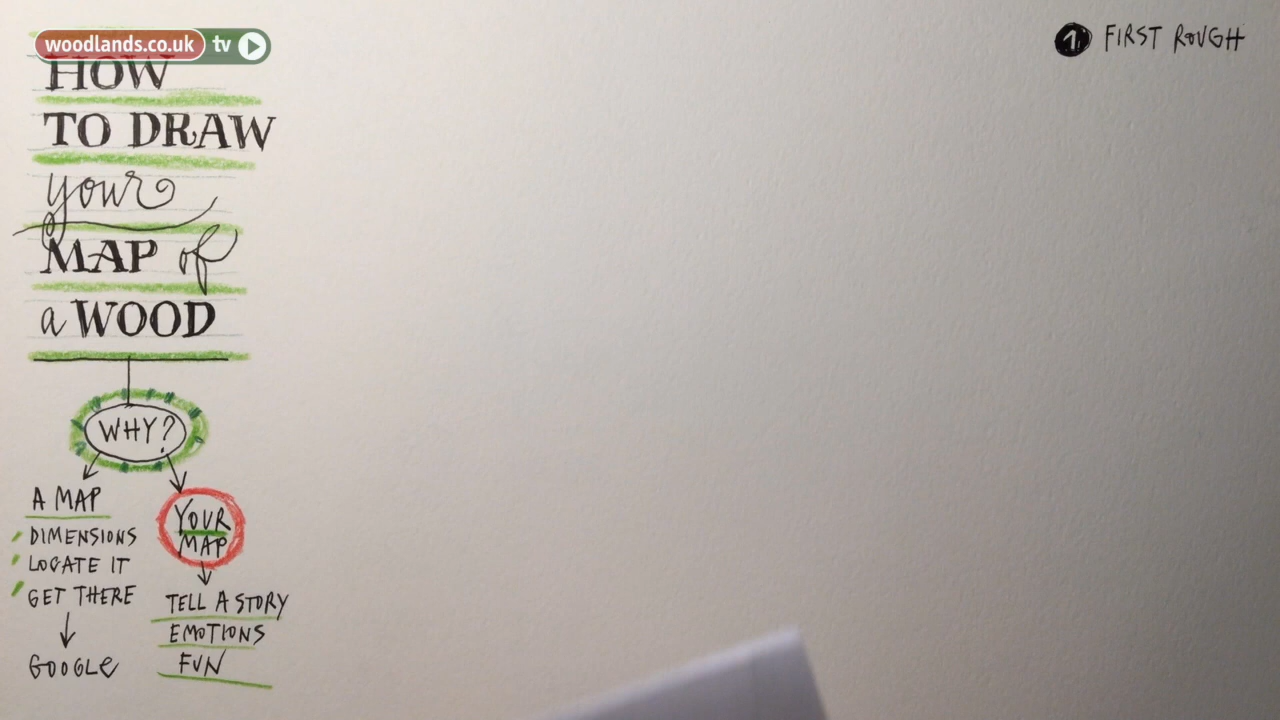 woodlands.co.uk tv
HOW
TO DRAW
your
MAP of
a WOOD
WHY?
A MAP
DIMENSIONS
LOCATE IT
GET THERE
GOOGLE
YOUR
MAP
TELL A STORY
EMOTIONS
FUN
1. FIRST ROUGH